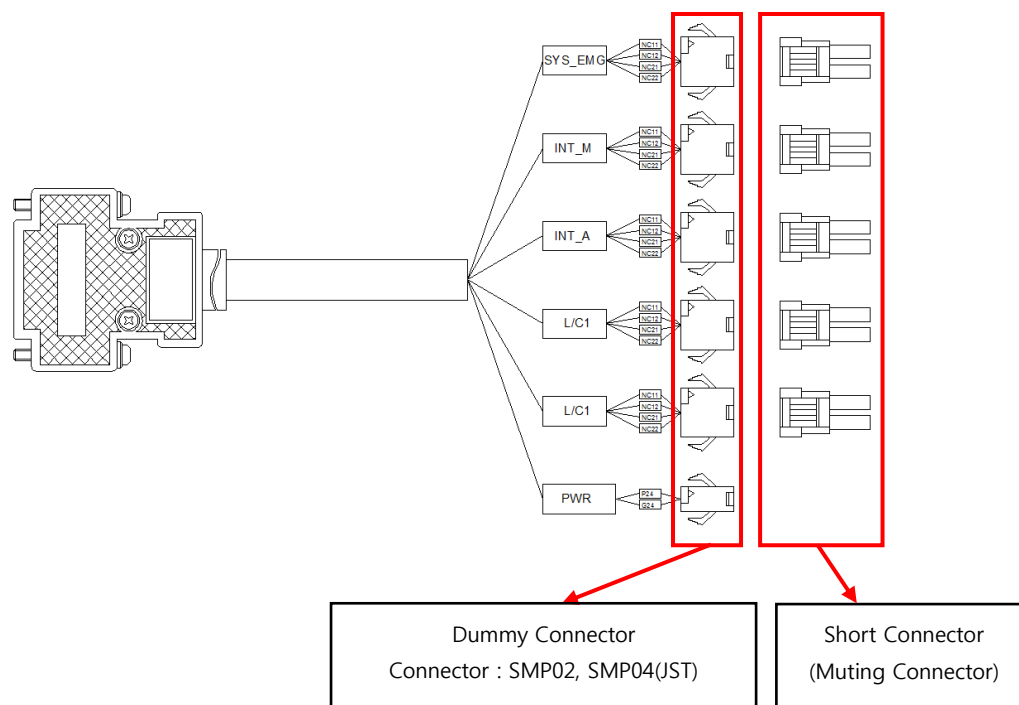 SYS_EMG
NC11
NC12
NC21
NC22
INT_M
NC11
NC12
NC21
NC22
INT_A
NC11
NC12
NC21
NC22
L/C1
NC11
NC12
NC21
NC22
L/C1
NC11
NC12
NC21
NC22
PWR
P24
G24
Dummy Connector
Connector : SMP02, SMP04(JST)
Short Connector
(Muting Connector)